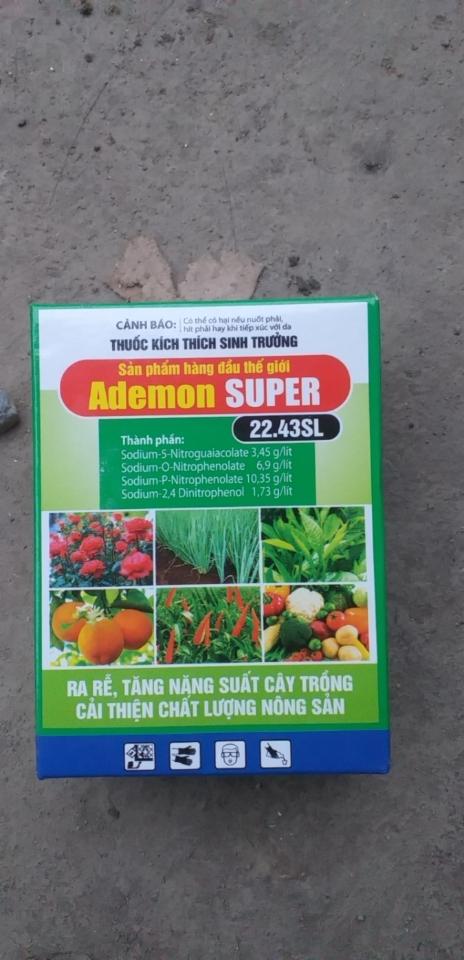 CẢNH BÁO: Có thể có hại nếu nuốt phải,
hít phải hay khi tiếp xúc với da
THUỐC KÍCH THÍCH SINH TRƯỞNG
Sản phẩm hàng đầu thế giới
Ademon SUPER
22.43SL
Thành phần:
Sodium-5-Nitroguaiacolate 3,45 g/lít
Sodium-O-Nitrophenolate 6,9 g/lít
Sodium-P-Nitrophenolate 10,35 g/lít
Sodium-2,4 Dinitrophenol 1,73 g/lít
RA RỄ, TĂNG NĂNG SUẤT CÂY TRỒNG
CẢI THIỆN CHẤT LƯỢNG NÔNG SẢN